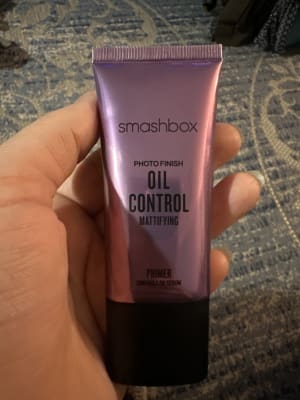 smashbox
PHOTO FINISH
OIL
CONTROL
MATTIFYING
PRIMER